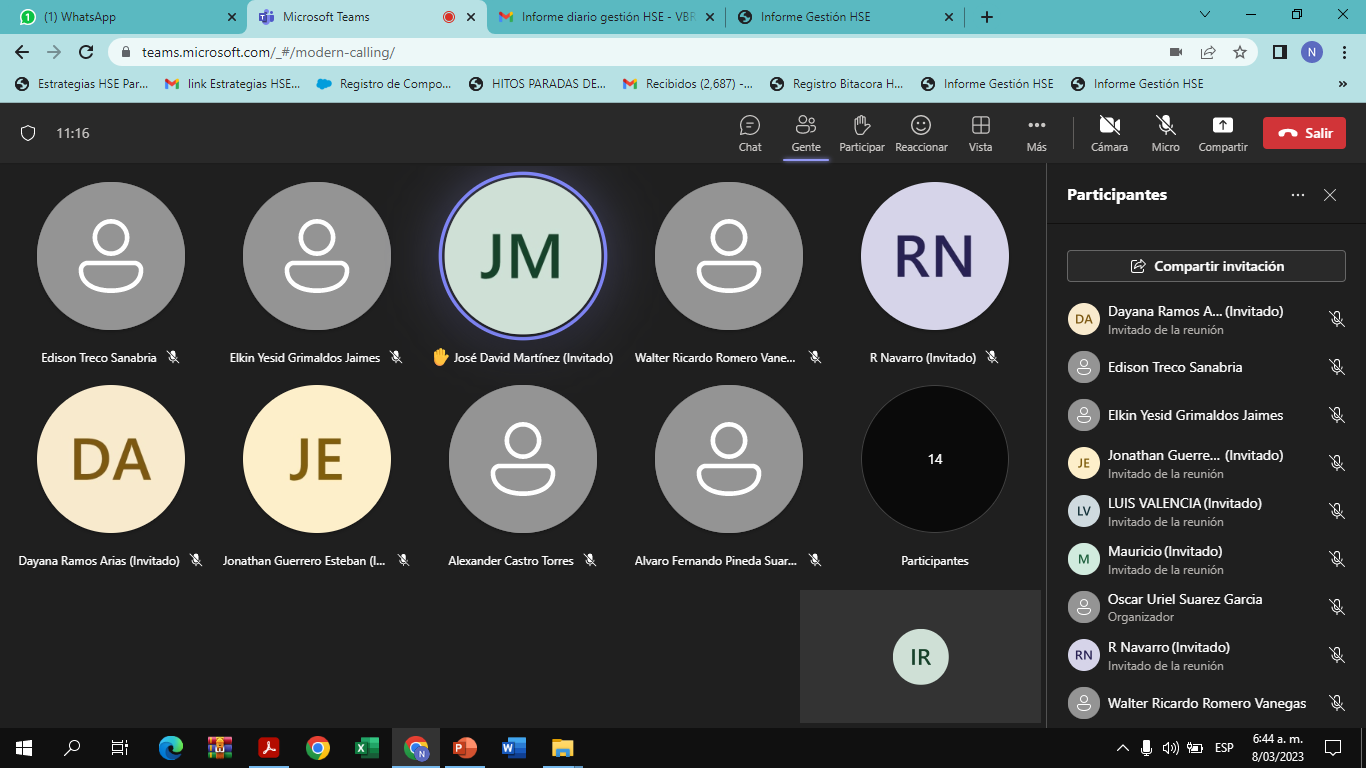 (1) WhatsApp
Microsoft Teams
Informe diario gestión HSE - VBR
Informe Gestión HSE
teams.microsoft.com/_#/modern-calling/
N
Estrategias HSE Par...
link Estrategias HSE...
Registro de Compo...
HITOS PARADAS DE...
Recibidos (2,687) -...
Registro Bitacora H...
Informe Gestión HSE
Informe Gestión HSE
»
11:16
Chat
Gente
Participar
Reaccionar
Vista
Más
Cámara
Micro
Compartir
Salir
JM
RN
Edison Treco Sanabria
Elkin Yesid Grimaldos Jaimes
José David Martínez (Invitado)
Walter Ricardo Romero Vane...
R Navarro (Invitado)
DA
JE
14
Dayana Ramos Arias (Invitado)
Jonathan Guerrero Esteban (I...
Alexander Castro Torres
Alvaro Fernando Pineda Suar...
Participantes
IR
Participantes
Compartir invitación
DA
Dayana Ramos A... (Invitado)
Invitado de la reunión
Edison Treco Sanabria
Elkin Yesid Grimaldos Jaimes
JE
Jonathan Guerre... (Invitado)
Invitado de la reunión
LV
LUIS VALENCIA (Invitado)
Invitado de la reunión
M
Mauricio (Invitado)
Invitado de la reunión
Oscar Uriel Suarez Garcia
Organizador
RN
R Navarro (Invitado)
Invitado de la reunión
Walter Ricardo Romero Vanegas
ESP
6:44 a. m.
8/03/2023